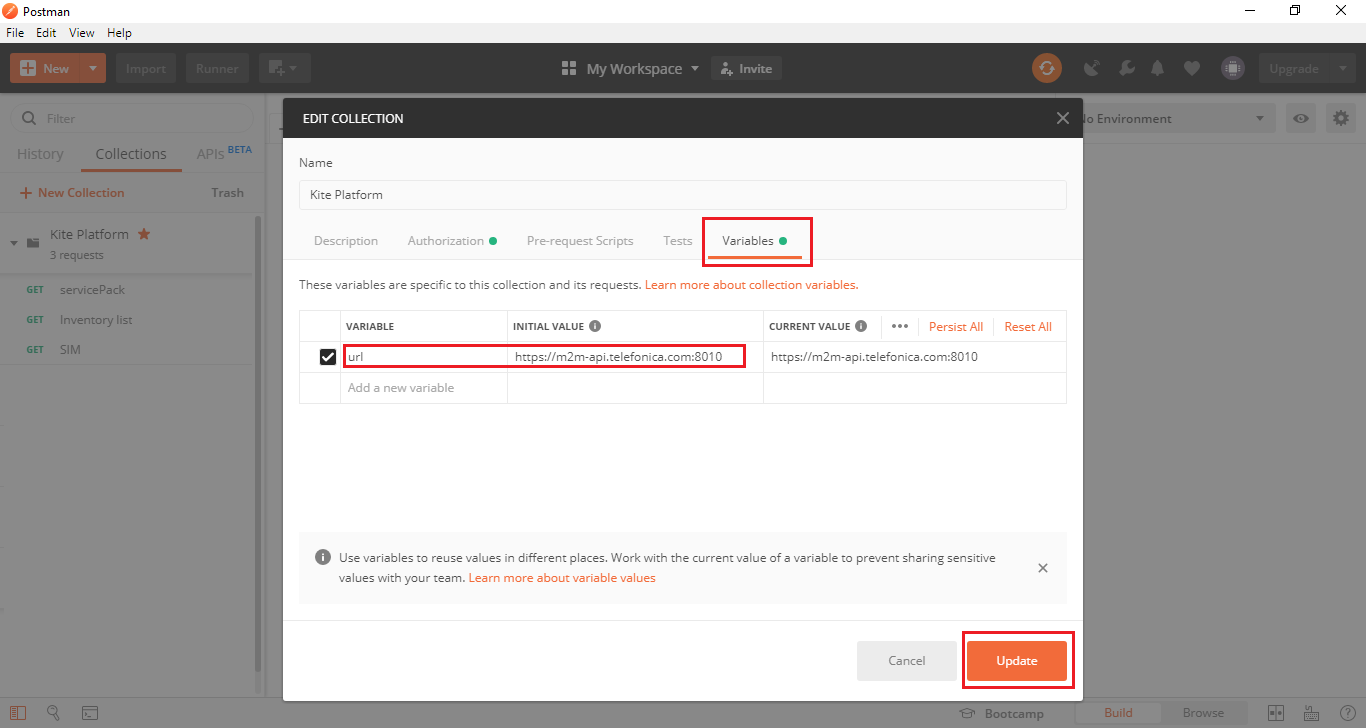 Postman
File Edit View Help
New Import Runner My Workspace Invite Upgrade
Filter
History Collections APIs BETA
New Collection Trash
Kite Platform
3 requests
GET servicePack
GET Inventory list
GET SIM
No Environment
EDIT COLLECTION
Name
Kite Platform
Description Authorization Pre-request Scripts Tests Variables
These variables are specific to this collection and its requests. Learn more about collection variables.
VARIABLE INITIAL VALUE CURRENT VALUE Persist All Reset All
url https://m2m-api.telefonica.com:8010 https://m2m-api.telefonica.com:8010
Add a new variable
Use variables to reuse values in different places. Work with the current value of a variable to prevent sharing sensitive
values with your team. Learn more about variable values
Cancel Update
Bootcamp Build Browse